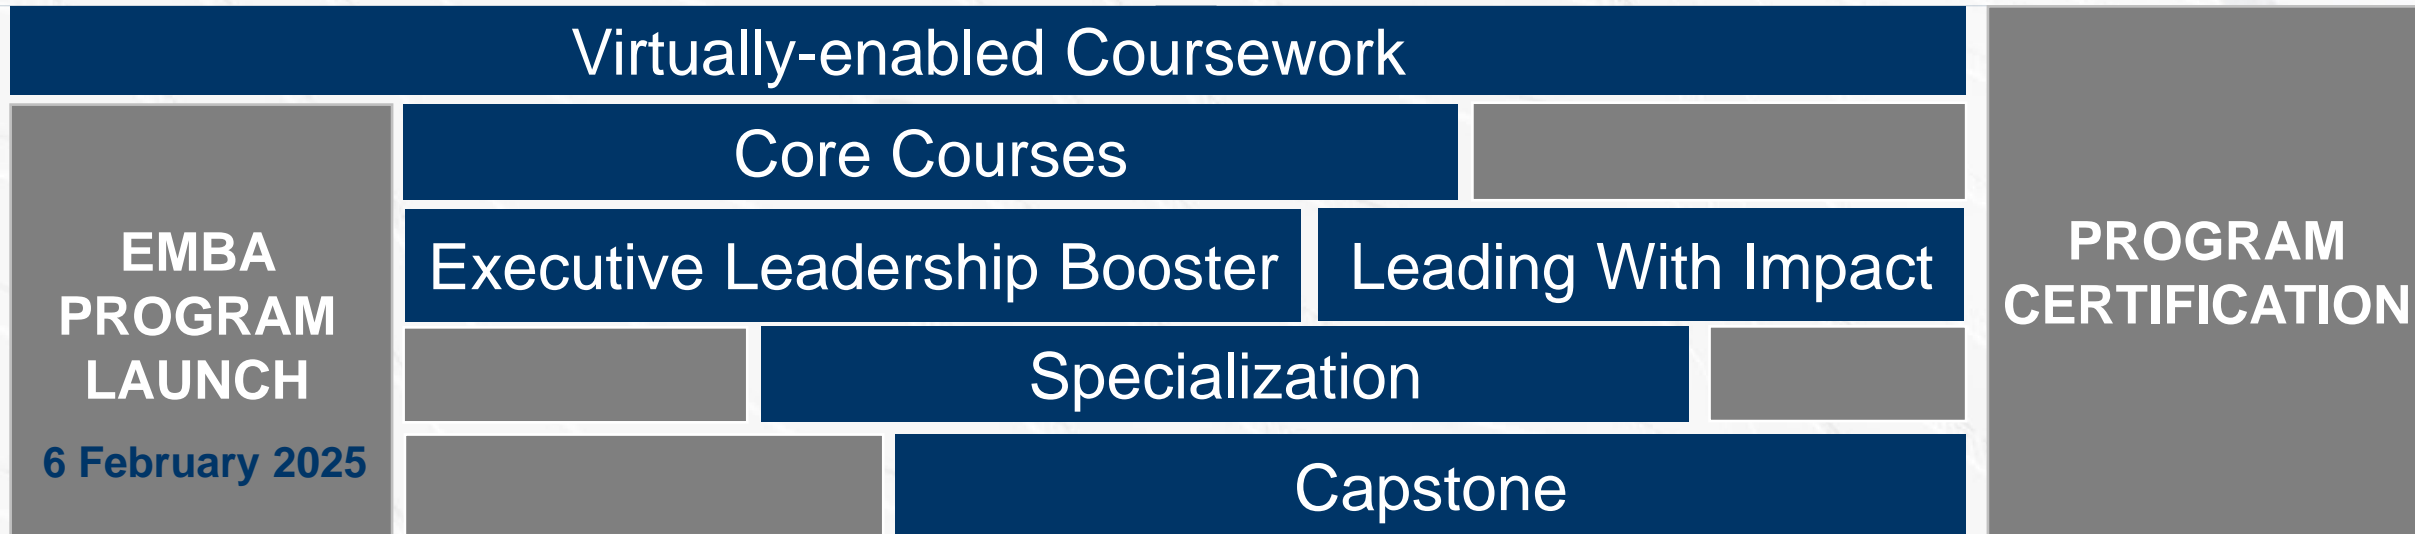 Virtually-enabled Coursework
Core Courses
EMBA
PROGRAM
LAUNCH
6 February 2025
Executive Leadership Booster
Leading With Impact
Specialization
Capstone
PROGRAM
CERTIFICATION